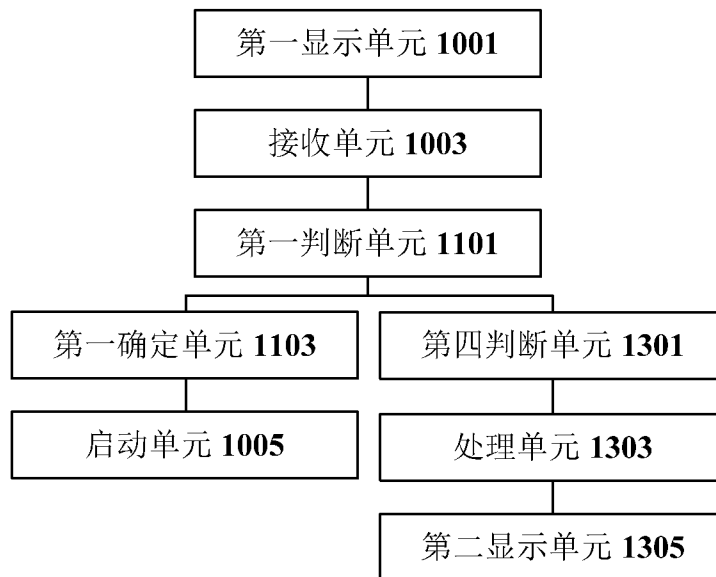 第一显示单元 1001
接收单元 1003
第一判断单元 1101
第一确定单元 1103
第四判断单元 1301
启动单元 1005
处理单元 1303
第二显示单元 1305